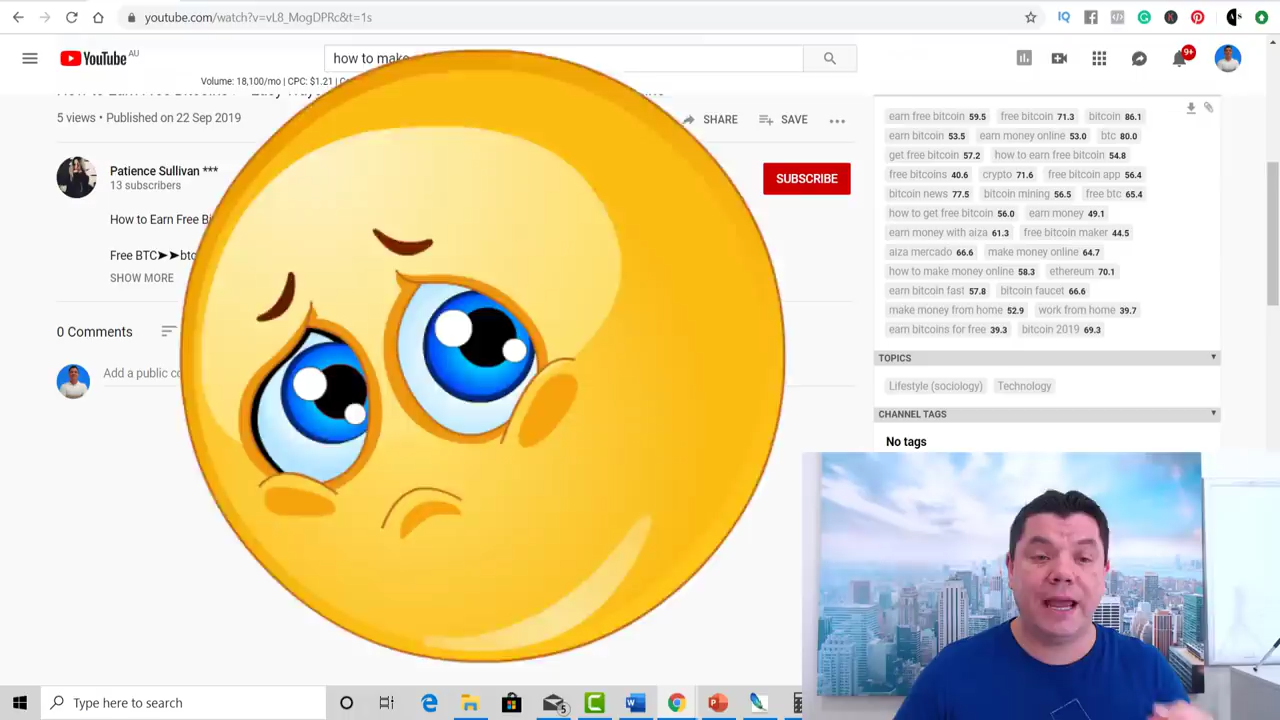 youtube.com/watch?v=vL8_MogDPRc&t=1s
YouTube AU
how to make
9+
Volume: 18,100/mo | CPC: $1.21 |
5 views • Published on 22 Sep 2019
SHARE
SAVE
Patience Sullivan ***
13 subscribers
SUBSCRIBE
How to Earn Free
Free BTC➤➤
SHOW MORE
0 Comments
Add a public
earn free bitcoin 59.5 free bitcoin 71.3 bitcoin 86.1
earn bitcoin 53.5 earn money online 53.0 btc 80.0
get free bitcoin 57.2 how to earn free bitcoin 54.8
free bitcoins 40.6 crypto 71.6 free bitcoin app 56.4
bitcoin news 77.5 bitcoin mining 56.5 free btc 65.4
how to get free bitcoin 56.0 earn money 49.1
earn money with aiza 61.3 free bitcoin maker 44.5
aiza mercado 66.6 make money online 64.7
how to make money online 58.3 ethereum 70.1
earn bitcoin fast 57.8 bitcoin faucet 66.6
make money from home 52.9 work from home 39.7
earn bitcoins for free 39.3 bitcoin 2019 69.3
TOPICS
Lifestyle (sociology) Technology
CHANNEL TAGS
No tags
Type here to search
5